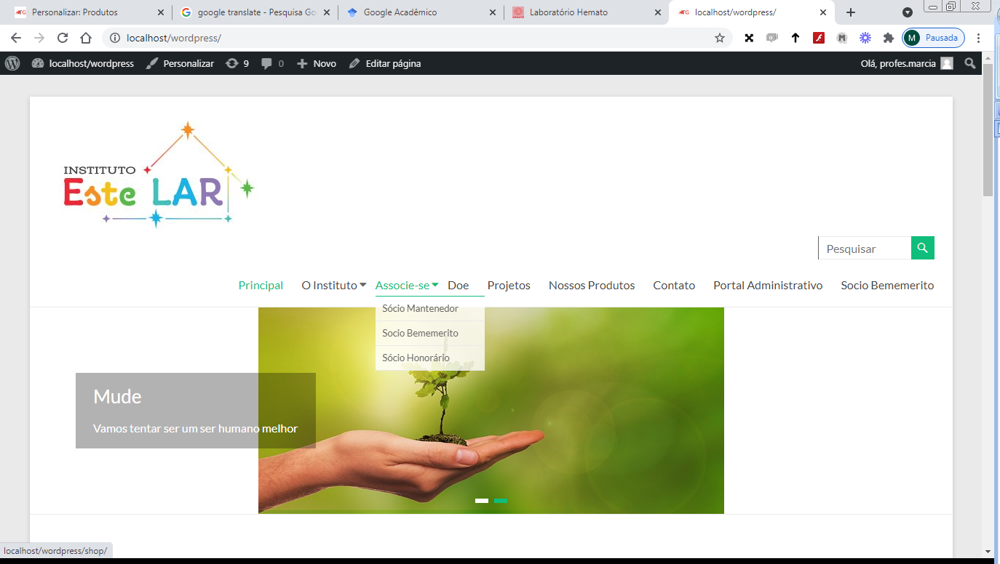 Personalizar: Produtos
google translate - Pesquisa Go
Google Acadêmico
Laboratório Hemato
localhost/wordpress/
localhost/wordpress/
M Pausada
localhost/wordpress
Personalizar
9
0
Novo
Editar página
Olá, profes.marcia
INSTITUTO
Este LAR
Pesquisar
Principal
O Instituto
Associe-se
Doe
Projetos
Nossos Produtos
Contato
Portal Administrativo
Socio Bememerito
Sócio Mantenedor
Socio Bememerito
Sócio Honorário
Mude
Vamos tentar ser um ser humano melhor
localhost/wordpress/shop/